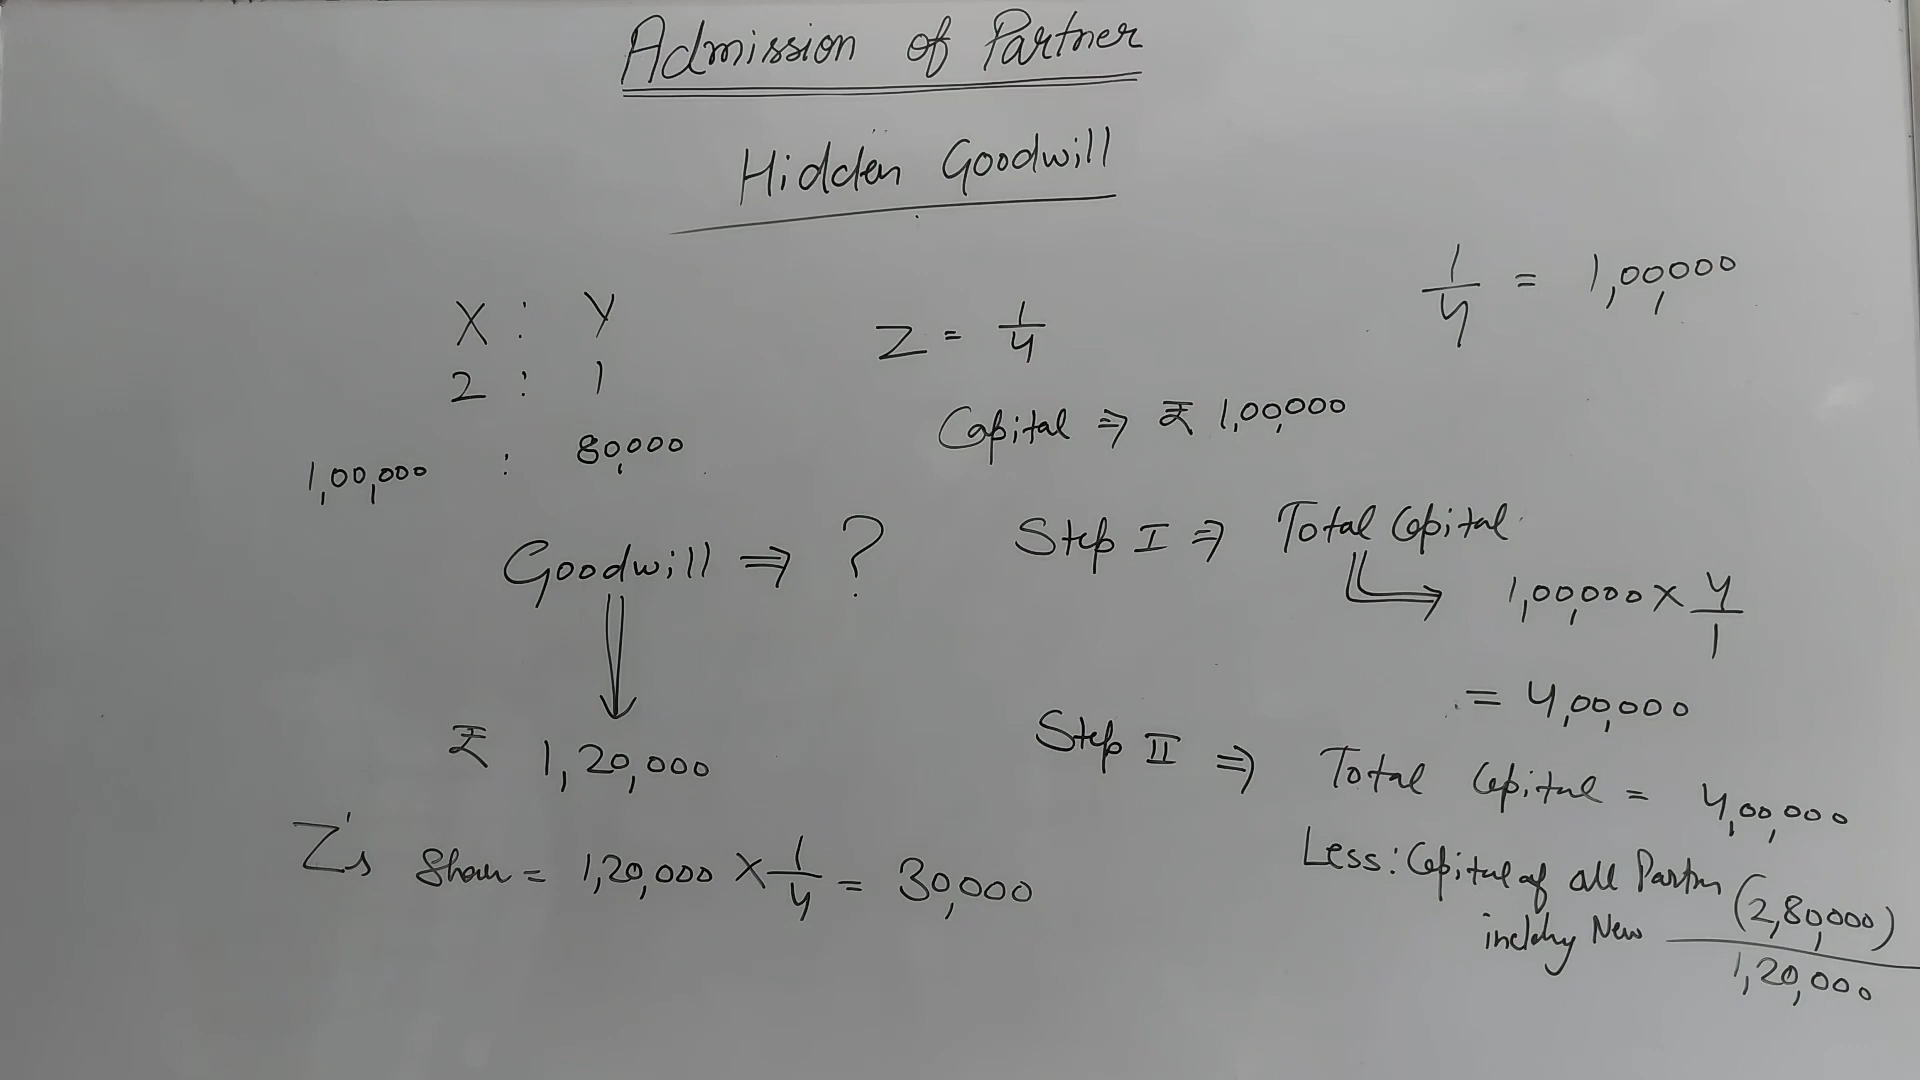 Admission of Partner
Hidden Goodwill
X : Y
2 : 1
1,00,000 : 80,000
Goodwill ⇒ ?
₹ 1,20,000
Z's Share = 1,20,000 × 1/4 = 30,000
Z = 1/4
Capital ⇒ ₹ 1,00,000
1/4 = 1,00,000
Step I ⇒ Total Capital
1,00,000 × 4/1
= 4,00,000
Step II ⇒ Total Capital = 4,00,000
Less: Capital of all Partn (2,80,000)
New
1,20,000